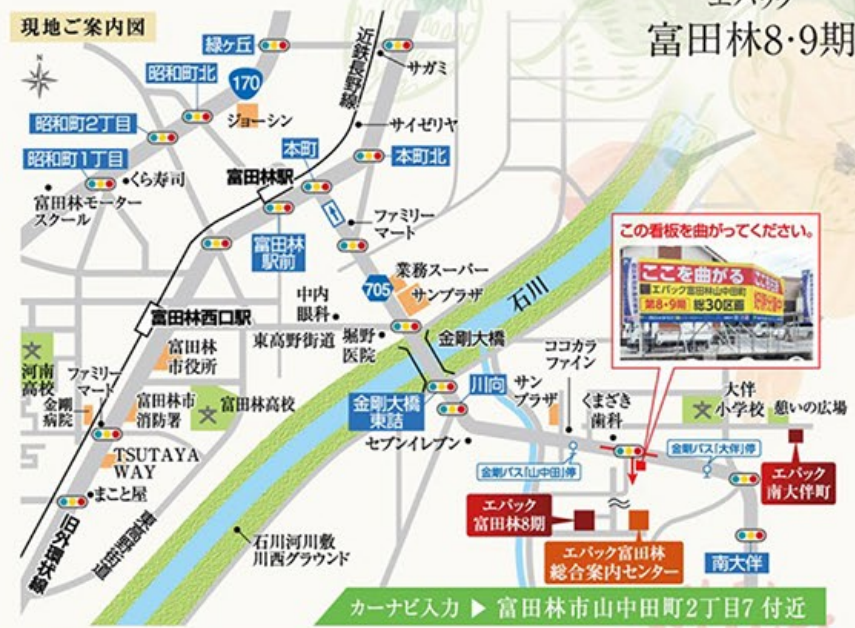 現地ご案内図
エバック
富田林8・9期
N
緑ヶ丘
近鉄長野線
サガミ
昭和町北
170
ジョーシン
サイゼリヤ
昭和町2丁目
本町
本町北
昭和町1丁目
くら寿司
富田林駅
富田林モーター
スクール
ファミリー
マート
富田林
駅前
この看板を曲がってください。
ここを曲がる
エバック富田林山中田町
第8・9期 総30区画
業務スーパー
705
サンプラザ
石川
中内
眼科
富田林西口駅
東高野街道
堀野
医院
金剛大橋
富田林
市役所
ココカラ
ファイン
河南
高校
ファミリー
マート
金剛
病院
富田林市
消防署
富田林高校
金剛大橋
東詰
川向
サン
プラザ
くまざき
歯科
大伴
小学校
憩いの広場
セブンイレブン
金剛バス「山中田」停
金剛バス「大伴」停
TSUTAYA
WAY
まこと屋
エバック
南大伴町
エバック
富田林8期
旧外環状線
東高野街道
石川河川敷
川西グラウンド
エバック富田林
総合案内センター
南大伴
カーナビ入力 ▶ 富田林市山中田町2丁目7 付近